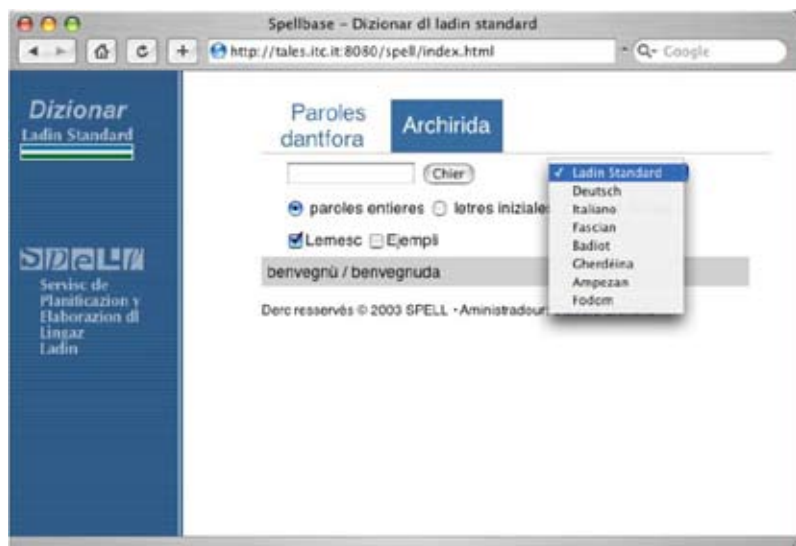 Spellbase – Dizionar dl ladin standard
http://tales.itc.it:8080/spell/index.html
Google
Dizionar
Ladin Standard
SPELL
Servisc de
Planificazion y
Elaborazion dl
Lingaz
Ladin
Paroles
dantfora
Archirida
Chier
paroles entieres
letres iniziale
Lemesc
Ejempli
benvegnù / benvegnuda
Derc resservés © 2003 SPELL • Aministradour
✓ Ladin Standard
Deutsch
Italiano
Fascian
Badiot
Gherdëina
Ampezan
Fodom